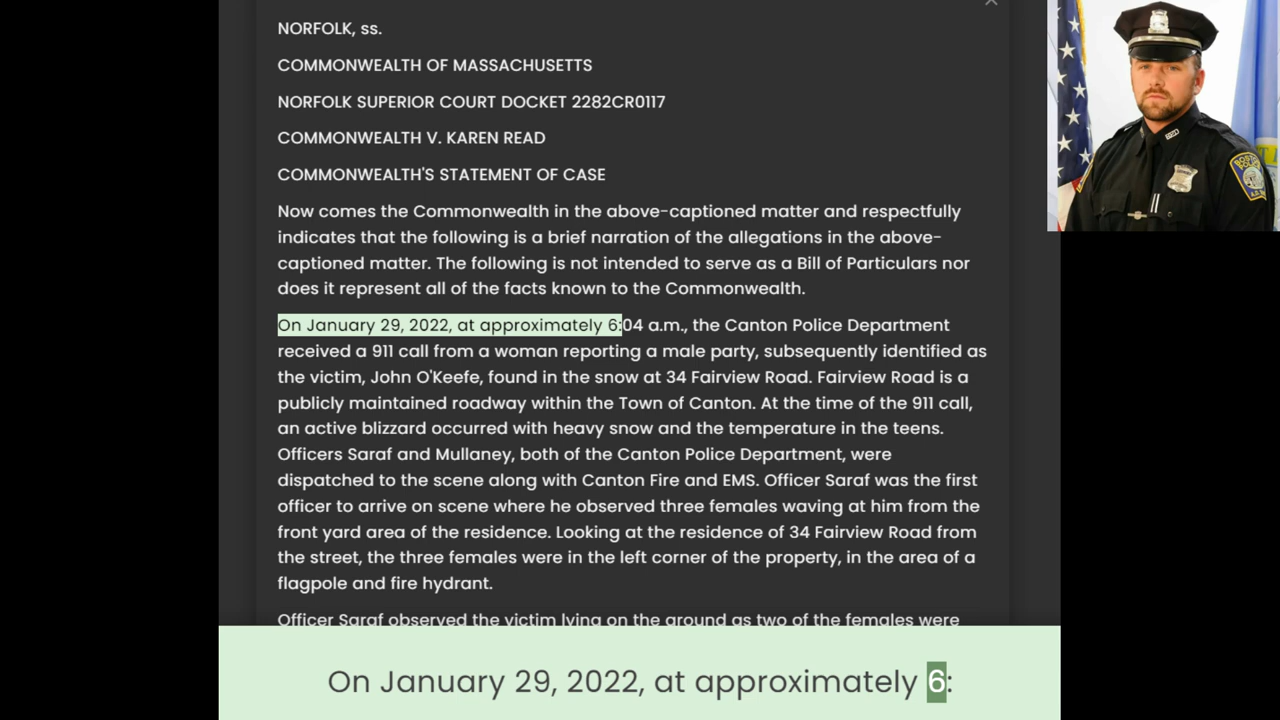 NORFOLK, ss.
COMMONWEALTH OF MASSACHUSETTS
NORFOLK SUPERIOR COURT DOCKET 2282CR0117
COMMONWEALTH V. KAREN READ
COMMONWEALTH'S STATEMENT OF CASE
Now comes the Commonwealth in the above-captioned matter and respectfully
indicates that the following is a brief narration of the allegations in the above-
captioned matter. The following is not intended to serve as a Bill of Particulars nor
does it represent all of the facts known to the Commonwealth.
On January 29, 2022, at approximately 6:04 a.m., the Canton Police Department
received a 911 call from a woman reporting a male party, subsequently identified as
the victim, John O'Keefe, found in the snow at 34 Fairview Road. Fairview Road is a
publicly maintained roadway within the Town of Canton. At the time of the 911 call,
an active blizzard occurred with heavy snow and the temperature in the teens.
Officers Saraf and Mullaney, both of the Canton Police Department, were
dispatched to the scene along with Canton Fire and EMS. Officer Saraf was the first
officer to arrive on scene where he observed three females waving at him from the
front yard area of the residence. Looking at the residence of 34 Fairview Road from
the street, the three females were in the left corner of the property, in the area of a
flagpole and fire hydrant.
Officer Saraf observed the victim lying on the ground as two of the females were
On January 29, 2022, at approximately 6:
BOSTON